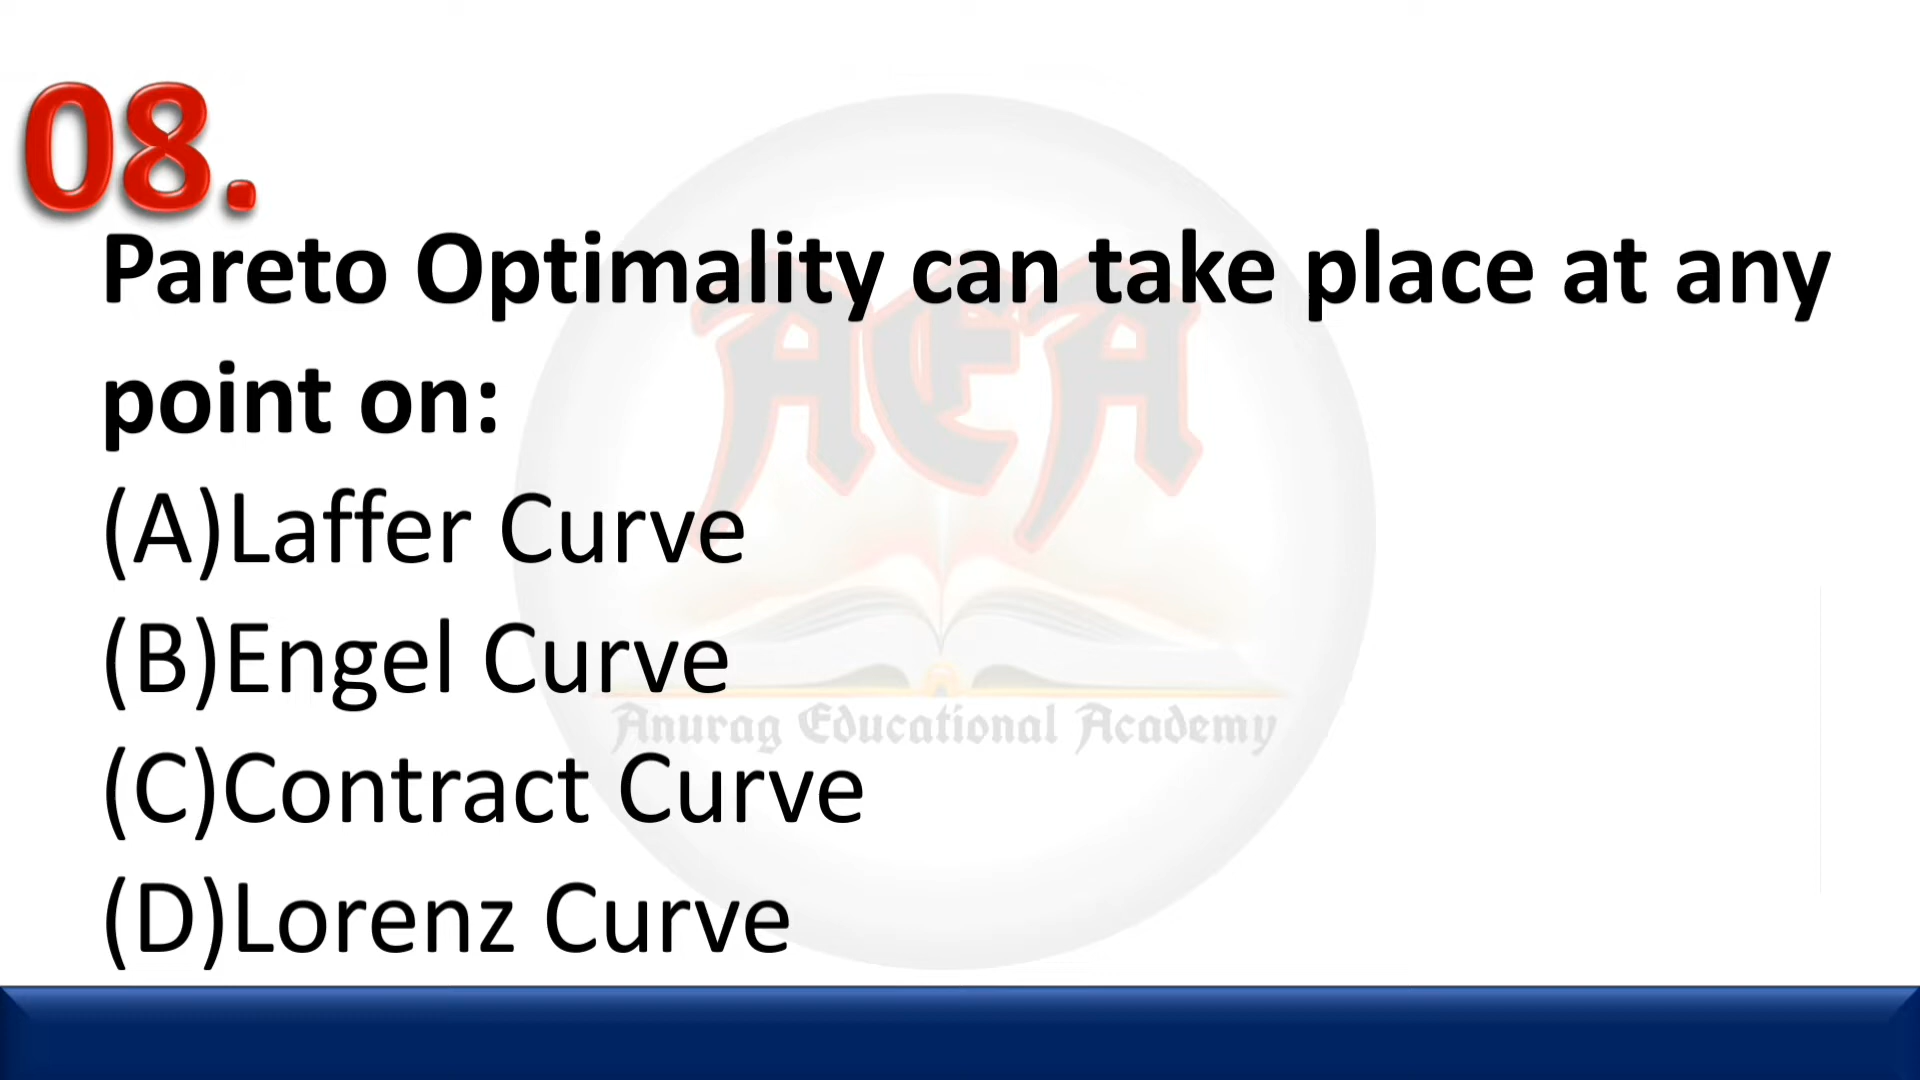 08.
Pareto Optimality can take place at any
point on:
(A)Laffer Curve
(B)Engel Curve
(C)Contract Curve
(D)Lorenz Curve
AEA
Anurag Educational Academy